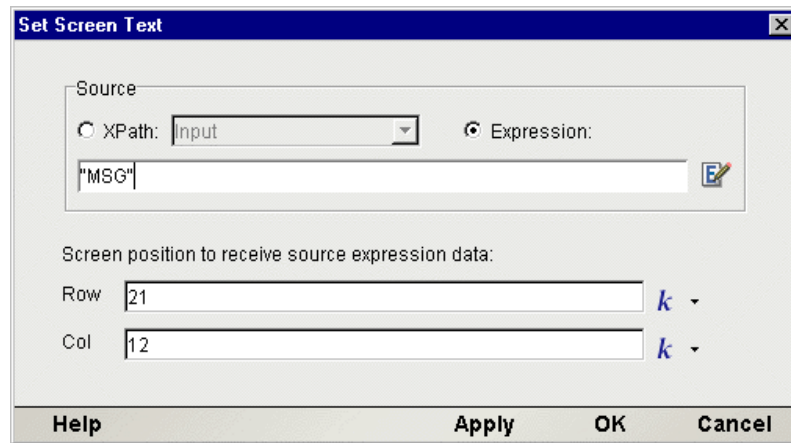 Set Screen Text
Source
XPath: Input Expression:
"MSG"
Screen position to receive source expression data:
Row 21 k
Col 12 k
Help Apply OK Cancel